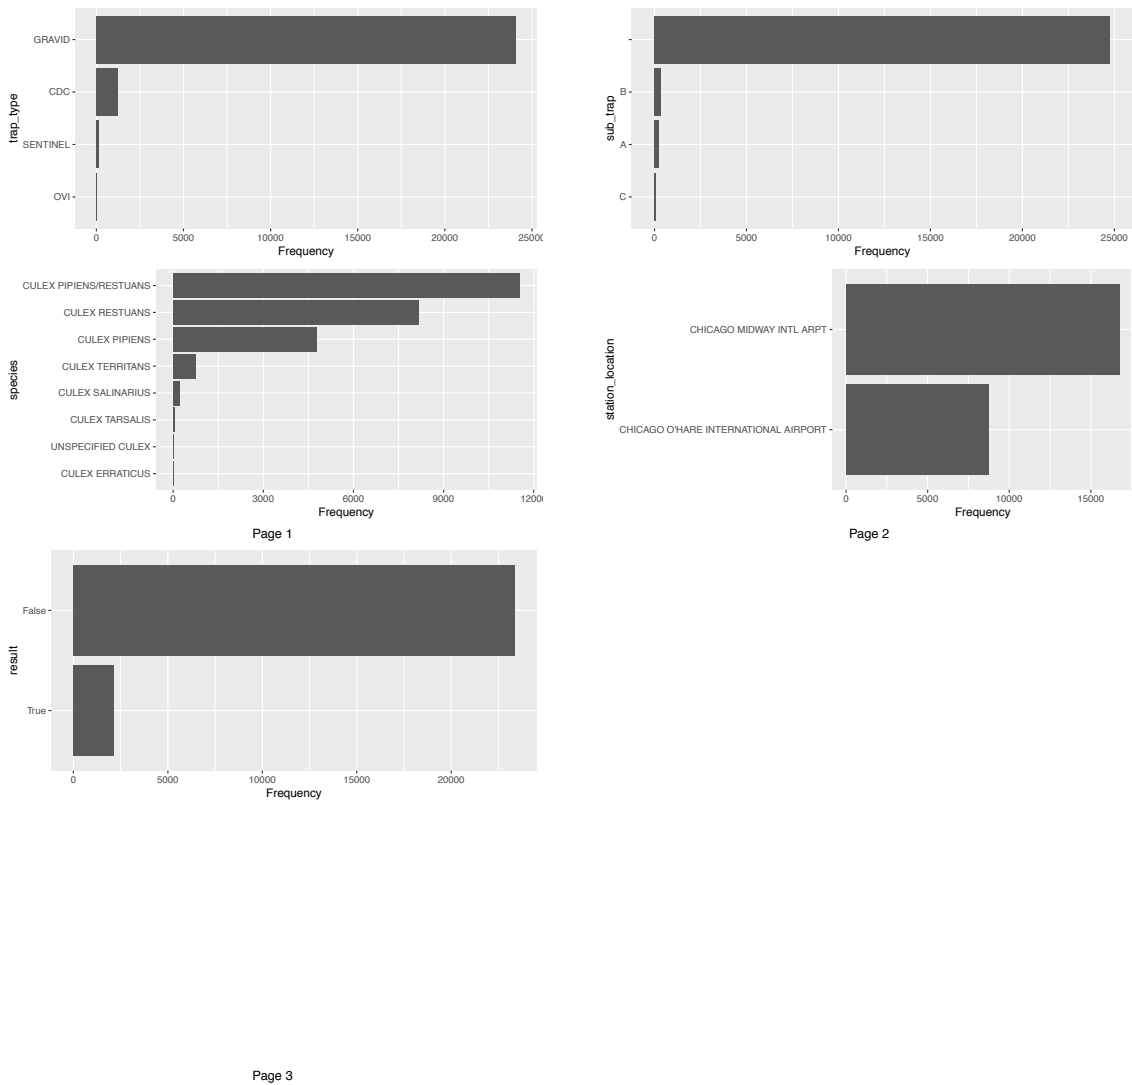 GRAVID
CDC
SENTINEL
OVI
trap_type
0 5000 10000 15000 20000 25000
Frequency
B
A
C
sub_trap
0 5000 10000 15000 20000 25000
Frequency
CULEX PIPIENS/RESTUANS
CULEX RESTUANS
CULEX PIPIENS
CULEX TERRITANS
CULEX SALINARIUS
CULEX TARSALIS
UNSPECIFIED CULEX
CULEX ERRATICUS
species
0 3000 6000 9000 12000
Frequency
Page 1
CHICAGO MIDWAY INTL ARPT
CHICAGO O'HARE INTERNATIONAL AIRPORT
station_location
0 5000 10000 15000
Frequency
Page 2
False
True
result
0 5000 10000 15000 20000
Frequency
Page 3